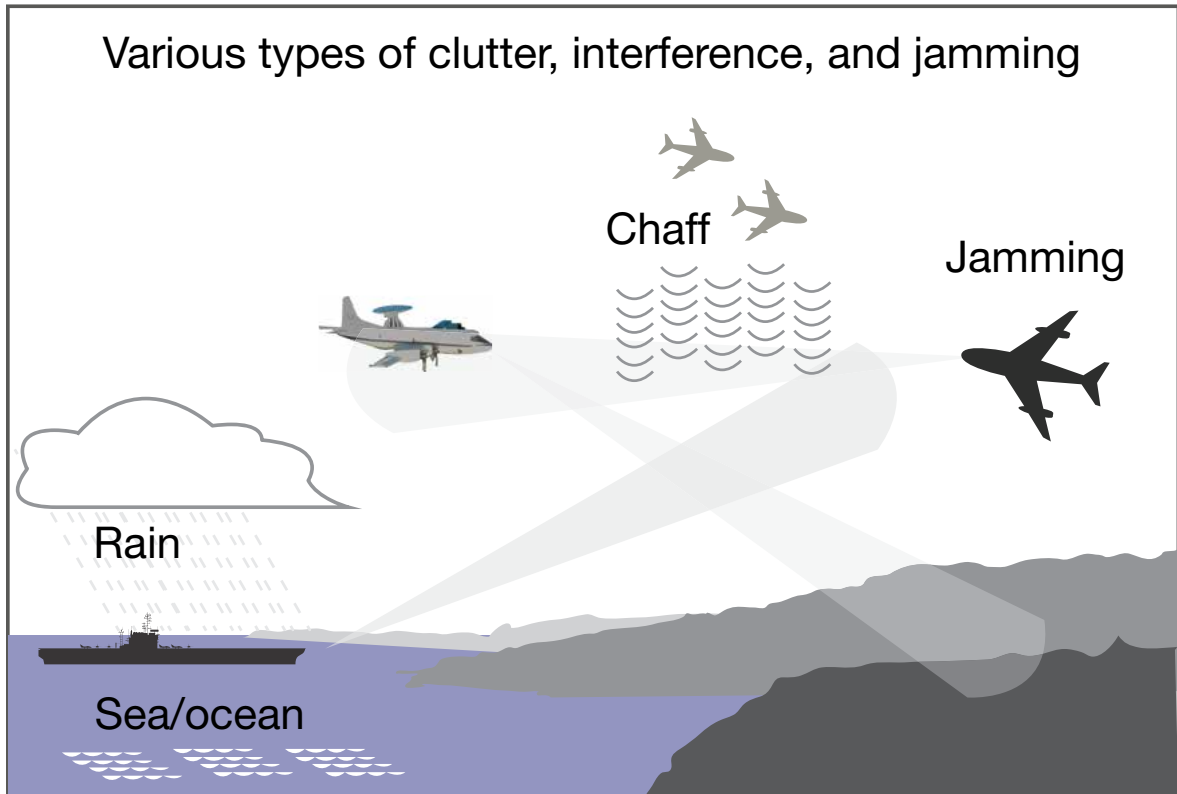 Various types of clutter, interference, and jamming
Chaff
Jamming
Rain
Sea/ocean